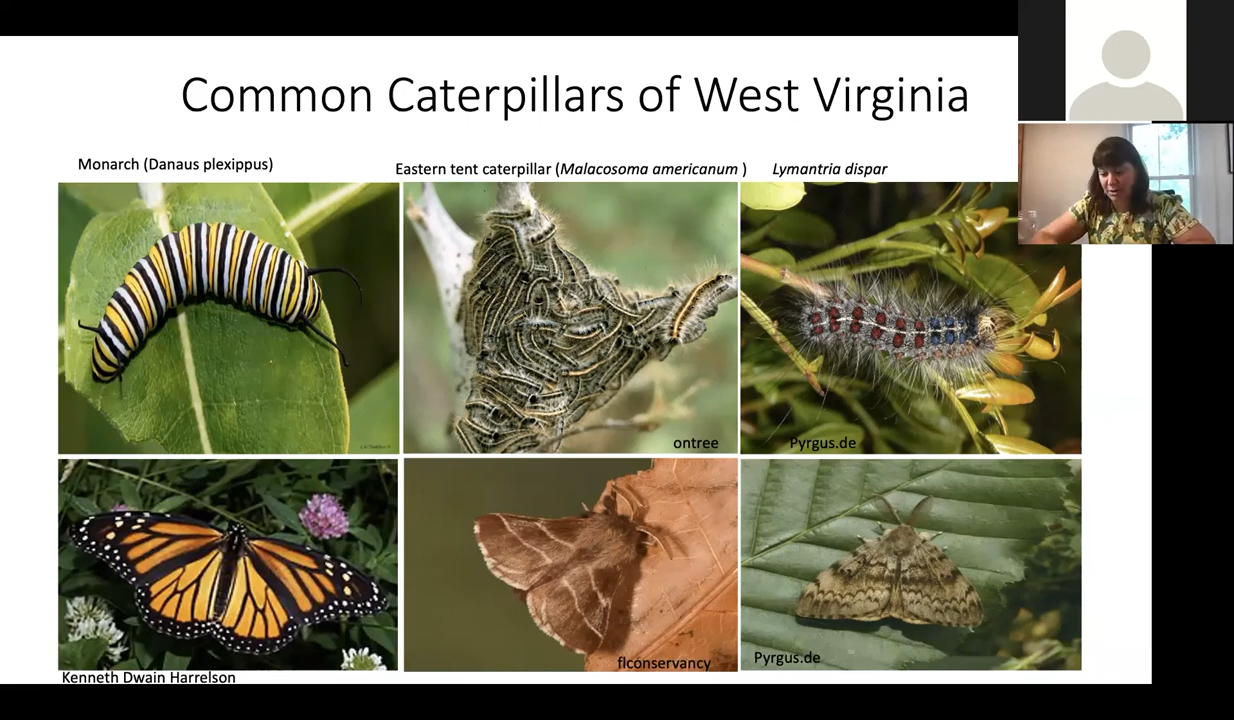 Common Caterpillars of West Virginia
Monarch (Danaus plexippus)
Eastern tent caterpillar (Malacosoma americanum )
Lymantria dispar
ontree
Pyrgus.de
flconservancy
Pyrgus.de
Kenneth Dwain Harrelson